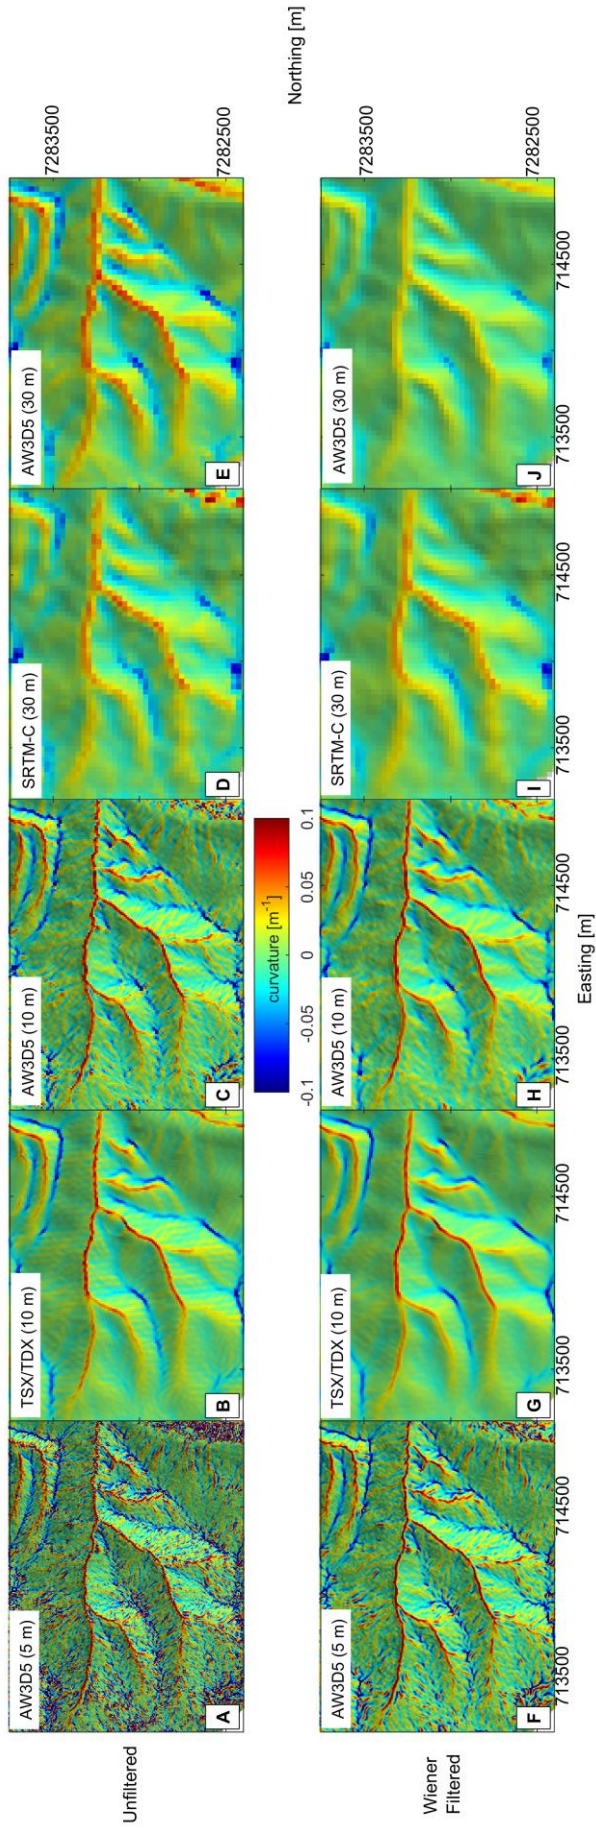 Unfiltered
AW3D5 (5 m)
A
TSX/TDX (10 m)
B
AW3D5 (10 m)
C
SRTM-C (30 m)
D
AW3D5 (30 m)
E
7283500
7282500
−0.1
−0.05
0
0.05
0.1
curvature [m-1]
Northing [m]
Wiener
Filtered
AW3D5 (5 m)
F
TSX/TDX (10 m)
G
AW3D5 (10 m)
H
SRTM-C (30 m)
I
AW3D5 (30 m)
J
7283500
7282500
713500
714500
713500
714500
713500
714500
713500
714500
713500
714500
Easting [m]